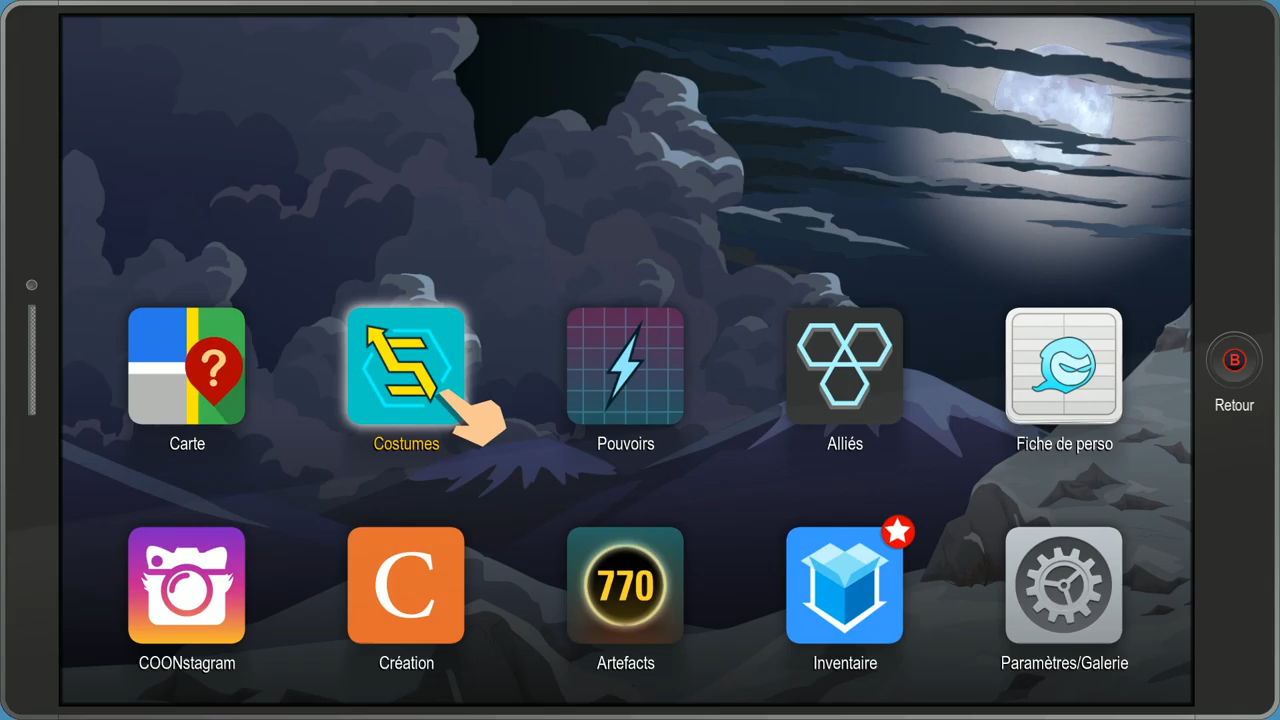 ?
Carte
Costumes
Pouvoirs
Alliés
Fiche de perso
B
Retour
C
770
COONstagram
Création
Artefacts
Inventaire
Paramètres/Galerie